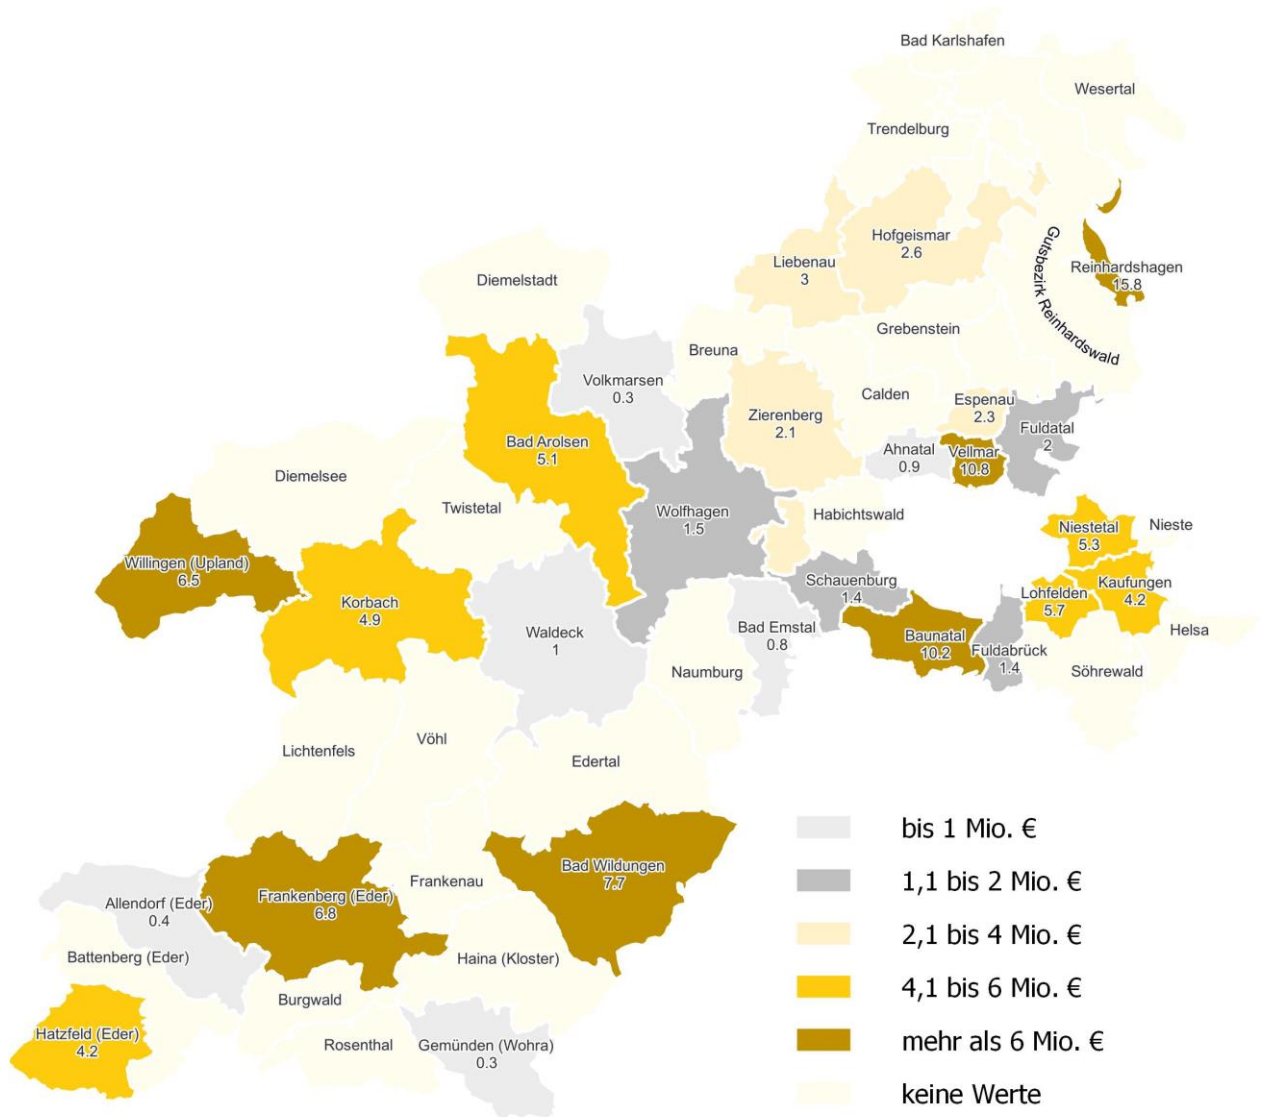 Bad Karlshafen
Wesertal
Trendelburg
Hofgeismar
2.6
Liebenau
3
Reinhardshagen
15.8
Gutsbezirk Reinhardswald
Diemelstadt
Grebenstein
Breuna
Volkmarsen
0.3
Calden
Espenau
2.3
Zierenberg
2.1
Fuldatal
2
Bad Arolsen
5.1
Ahnatal
0.9
Vellmar
10.8
Diemelsee
Twistetal
Wolfhagen
1.5
Habichtswald
Niestetal
5.3
Nieste
Willingen (Upland)
6.5
Korbach
4.9
Schauenburg
1.4
Kaufungen
4.2
Lohfelden
5.7
Waldeck
1
Bad Emstal
0.8
Baunatal
10.2
Fuldabrück
1.4
Helsa
Naumburg
Söhrewald
Lichtenfels
Vöhl
Edertal
Bad Wildungen
7.7
Frankenau
Allendorf (Eder)
0.4
Frankenberg (Eder)
6.8
Battenberg (Eder)
Haina (Kloster)
Burgwald
Hatzfeld (Eder)
4.2
Rosenthal
Gemünden (Wohra)
0.3
bis 1 Mio. €
1,1 bis 2 Mio. €
2,1 bis 4 Mio. €
4,1 bis 6 Mio. €
mehr als 6 Mio. €
keine Werte